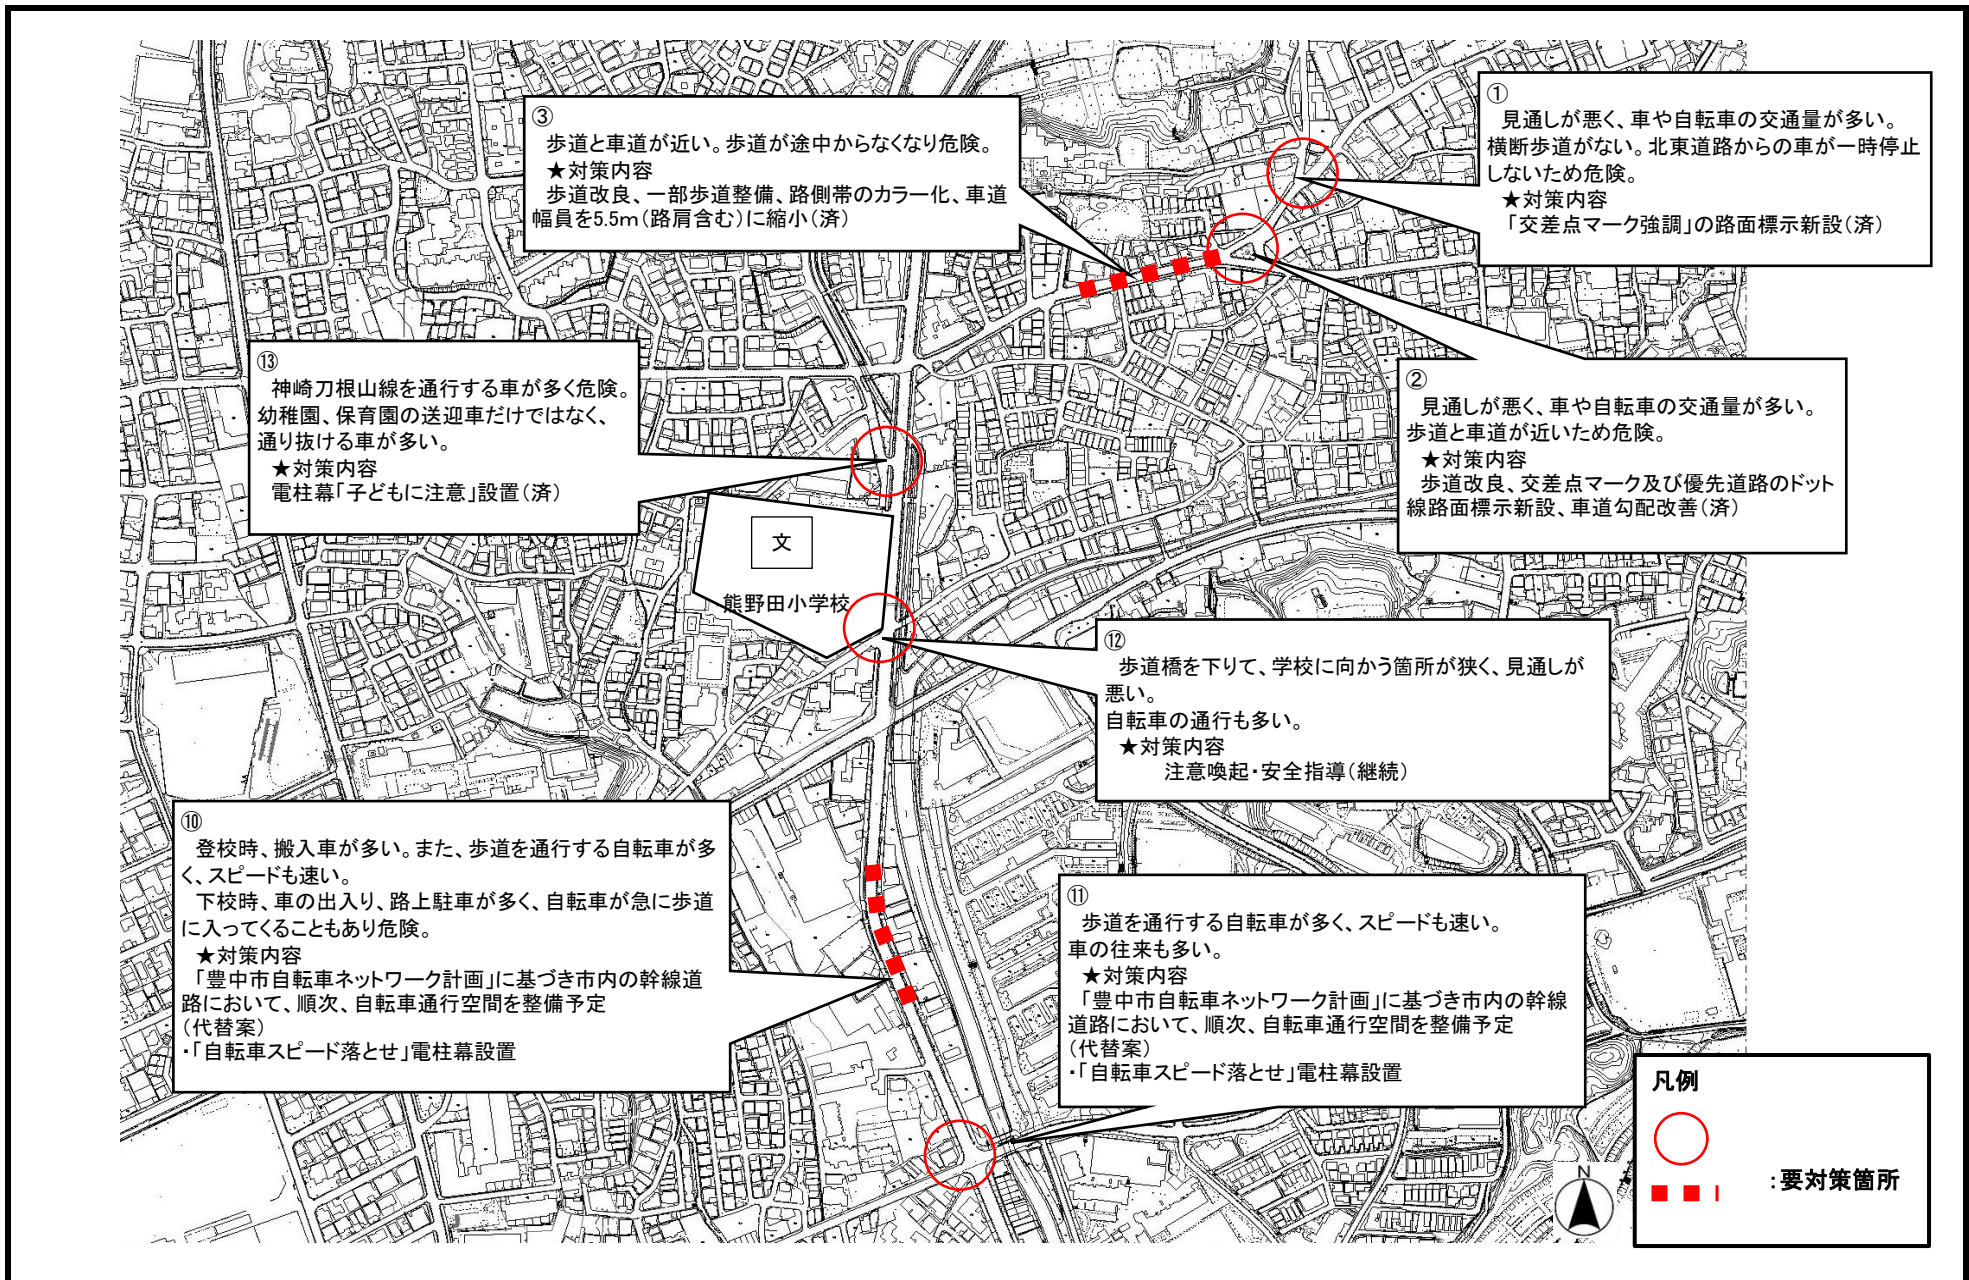 ①
見通しが悪く、車や自転車の交通量が多い。
横断歩道がない。北東道路からの車が一時停止
しないため危険。
★対策内容
「交差点マーク強調」の路面標示新設(済)
③
歩道と車道が近い。歩道が途中からなくなり危険。
★対策内容
歩道改良、一部歩道整備、路側帯のカラー化、車道
幅員を5.5m(路肩含む)に縮小(済)
⑬
神崎刀根山線を通行する車が多く危険。
幼稚園、保育園の送迎車だけではなく、
通り抜ける車が多い。
★対策内容
電柱幕「子どもに注意」設置(済)
②
見通しが悪く、車や自転車の交通量が多い。
歩道と車道が近いため危険。
★対策内容
歩道改良、交差点マーク及び優先道路のドット
線路面標示新設、車道勾配改善(済)
文
熊野田小学校
⑫
歩道橋を下りて、学校に向かう箇所が狭く、見通しが
悪い。
自転車の通行も多い。
★対策内容
注意喚起・安全指導(継続)
⑩
登校時、搬入車が多い。また、歩道を通行する自転車が多
く、スピードも速い。
下校時、車の出入り、路上駐車が多く、自転車が急に歩道
に入ってくることもあり危険。
★対策内容
「豊中市自転車ネットワーク計画」に基づき市内の幹線道
路において、順次、自転車通行空間を整備予定
(代替案)
・「自転車スピード落とせ」電柱幕設置
⑪
歩道を通行する自転車が多く、スピードも速い。
車の往来も多い。
★対策内容
「豊中市自転車ネットワーク計画」に基づき市内の幹線
道路において、順次、自転車通行空間を整備予定
(代替案)
・「自転車スピード落とせ」電柱幕設置
凡例
:要対策箇所
N